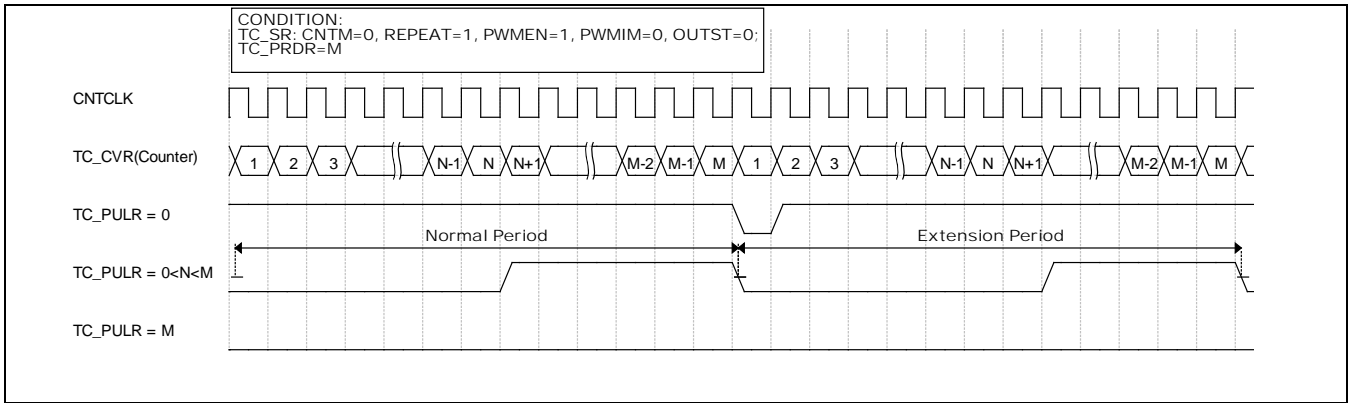 CONDITION:
TC_SR: CNTM=0, REPEAT=1, PWMEN=1, PWMIM=0, OUTST=0;
TC_PRDR=M
CNTCLK
TC_CVR(Counter) 1 2 3 N-1 N N+1 M-2 M-1 M 1 2 3 N-1 N N+1 M-2 M-1 M
TC_PULR = 0
Normal Period Extension Period
TC_PULR = 0<N<M
TC_PULR = M